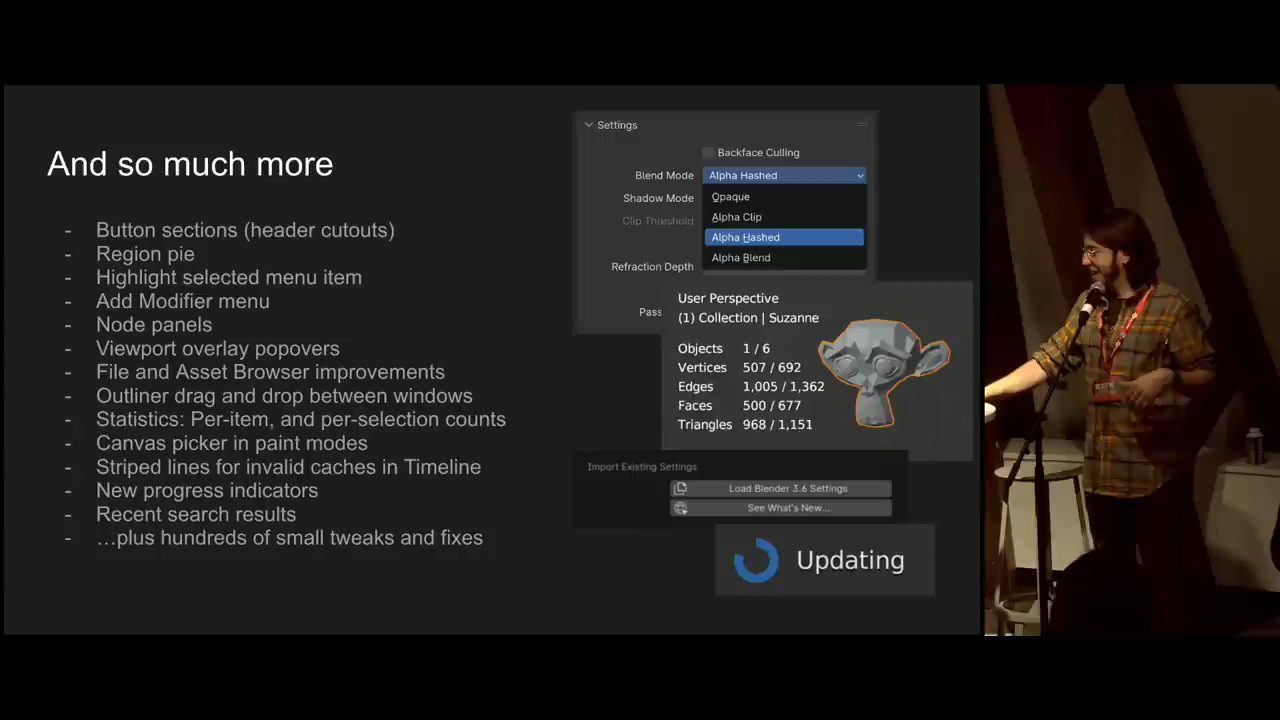 And so much more
- Button sections (header cutouts)
- Region pie
- Highlight selected menu item
- Add Modifier menu
- Node panels
- Viewport overlay popovers
- File and Asset Browser improvements
- Outliner drag and drop between windows
- Statistics: Per-item, and per-selection counts
- Canvas picker in paint modes
- Striped lines for invalid caches in Timeline
- New progress indicators
- Recent search results
- …plus hundreds of small tweaks and fixes
Settings
Backface Culling
Blend Mode Alpha Hashed
Opaque
Shadow Mode
Alpha Clip
Clip Threshold
Alpha Hashed
Alpha Blend
Refraction Depth
Pass
User Perspective
(1) Collection | Suzanne
Objects 1 / 6
Vertices 507 / 692
Edges 1,005 / 1,362
Faces 500 / 677
Triangles 968 / 1,151
Import Existing Settings
Load Blender 3.6 Settings
See What's New...
Updating